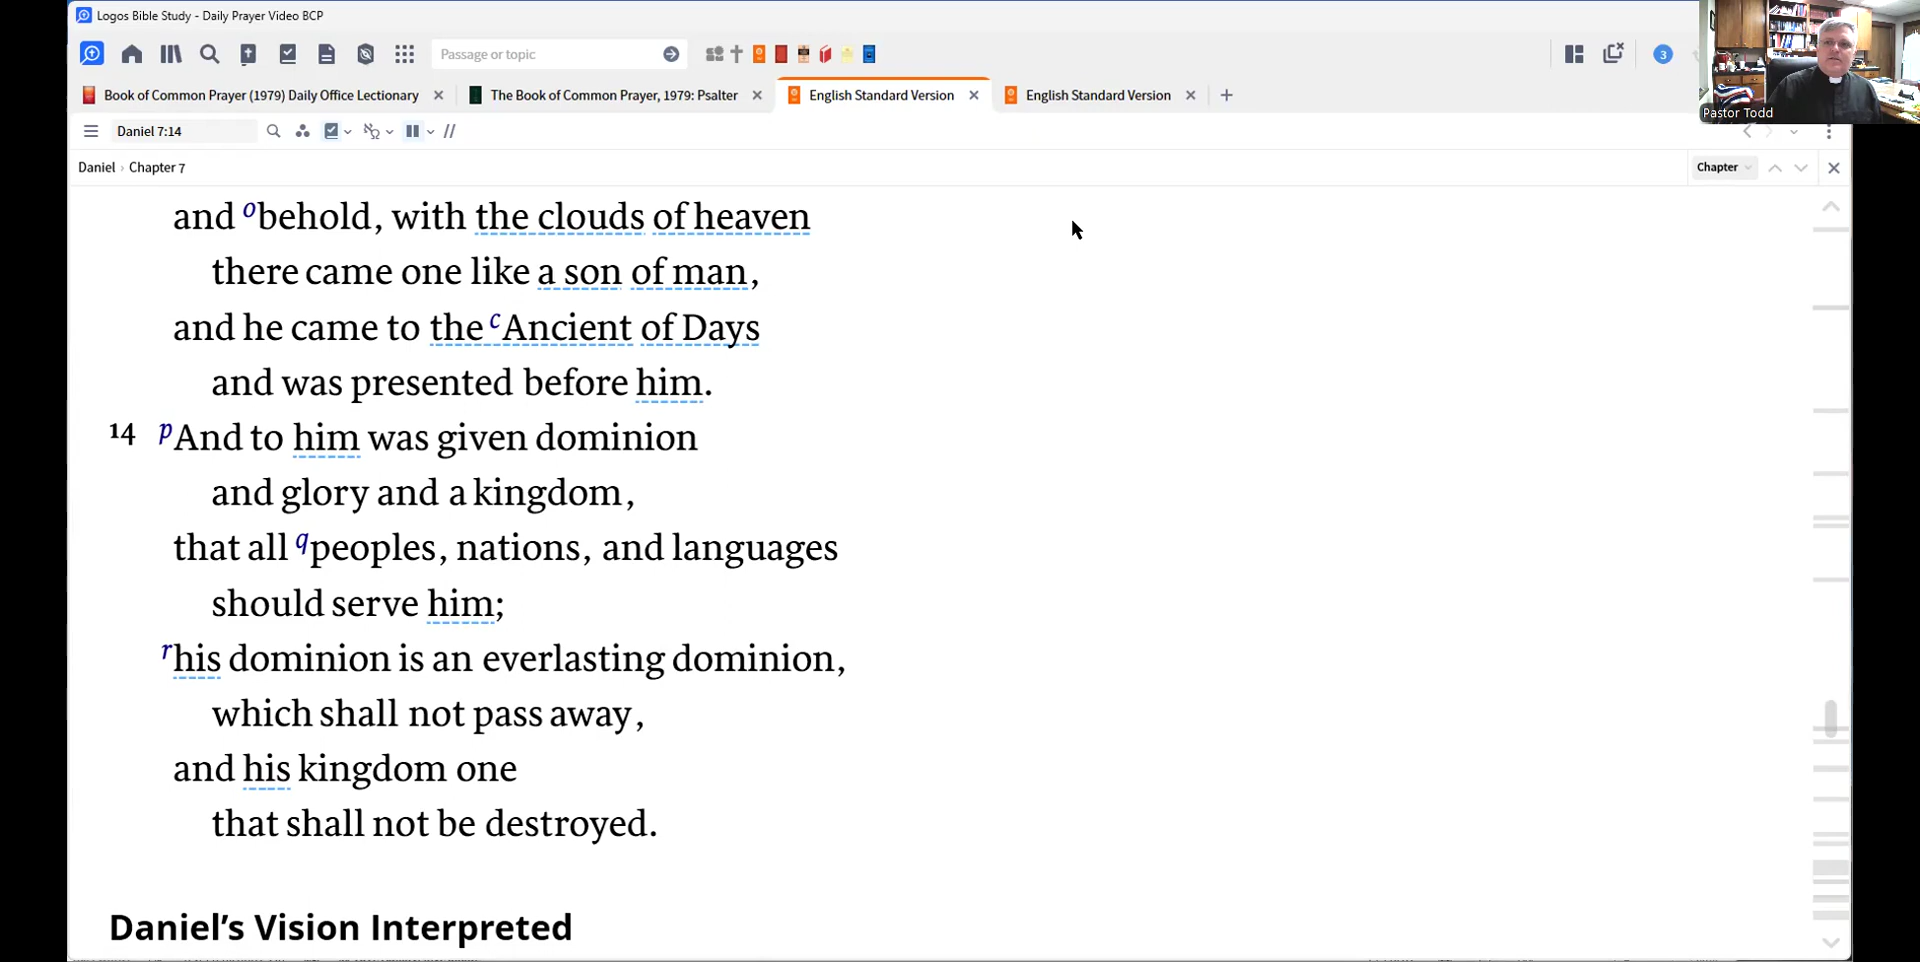 Logos Bible Study - Daily Prayer Video BCP
Passage or topic
3
Book of Common Prayer (1979) Daily Office Lectionary
The Book of Common Prayer, 1979: Psalter
English Standard Version
English Standard Version
Pastor Todd
Daniel 7:14
Daniel › Chapter 7
Chapter
and obehold, with the clouds of heaven
there came one like a son of man,
and he came to the cAncient of Days
and was presented before him.
14 pAnd to him was given dominion
and glory and a kingdom,
that all qpeoples, nations, and languages
should serve him;
rhis dominion is an everlasting dominion,
which shall not pass away,
and his kingdom one
that shall not be destroyed.
Daniel’s Vision Interpreted